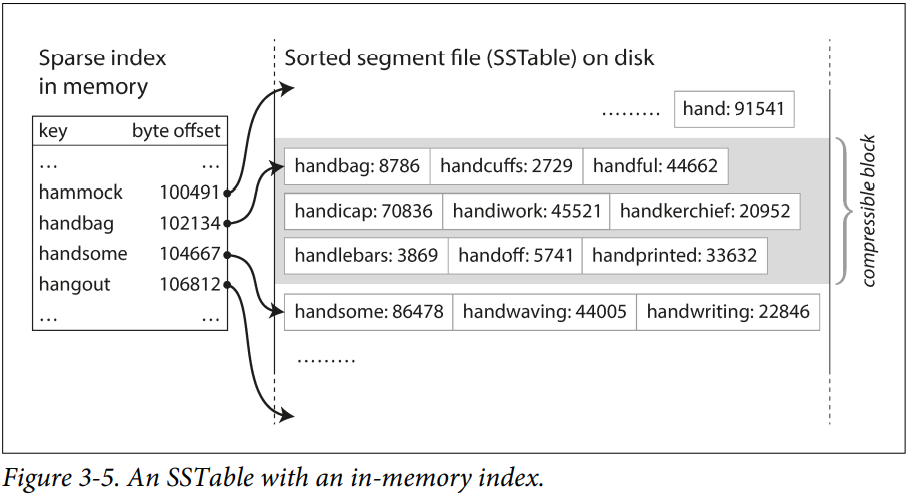 Sparse index
in memory
key byte offset
... ...
hammock 100491
handbag 102134
handsome 104667
hangout 106812
... ...
Sorted segment file (SSTable) on disk
......... hand: 91541
handbag: 8786 handcuffs: 2729 handful: 44662
handicap: 70836 handiwork: 45521 handkerchief: 20952
handlebars: 3869 handoff: 5741 handprinted: 33632
handsome: 86478 handwaving: 44005 handwriting: 22846
.........
compressible block
Figure 3-5. An SSTable with an in-memory index.